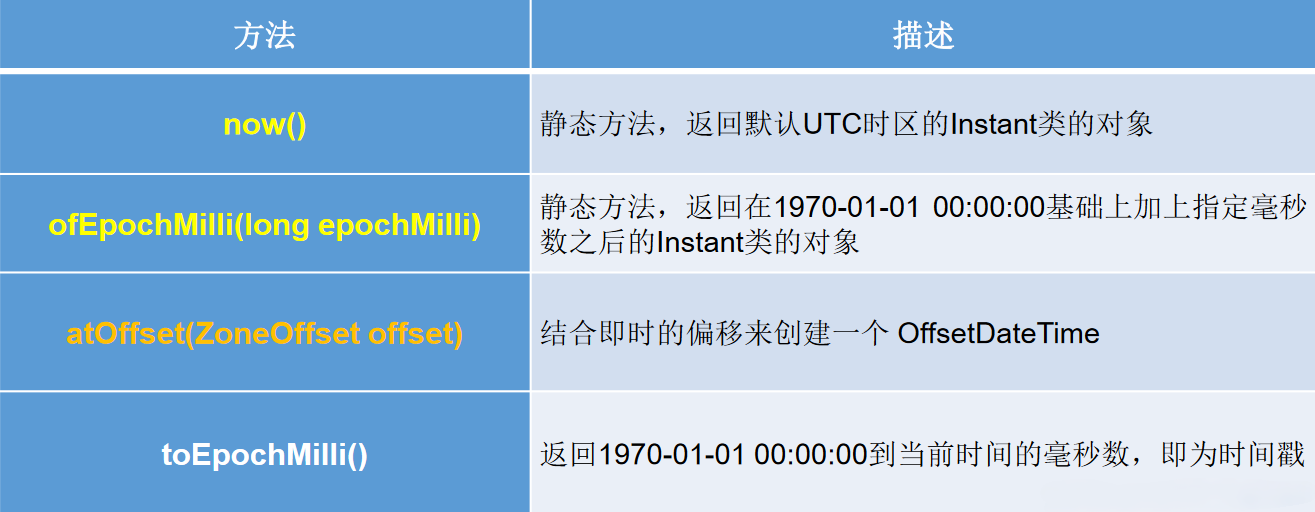 方法
描述
now()
静态方法，返回默认UTC时区的Instant类的对象
ofEpochMilli(long epochMilli)
静态方法，返回在1970-01-01 00:00:00基础上加上指定毫秒
数之后的Instant类的对象
atOffset(ZoneOffset offset)
结合即时的偏移来创建一个 OffsetDateTime
toEpochMilli()
返回1970-01-01 00:00:00到当前时间的毫秒数，即为时间戳